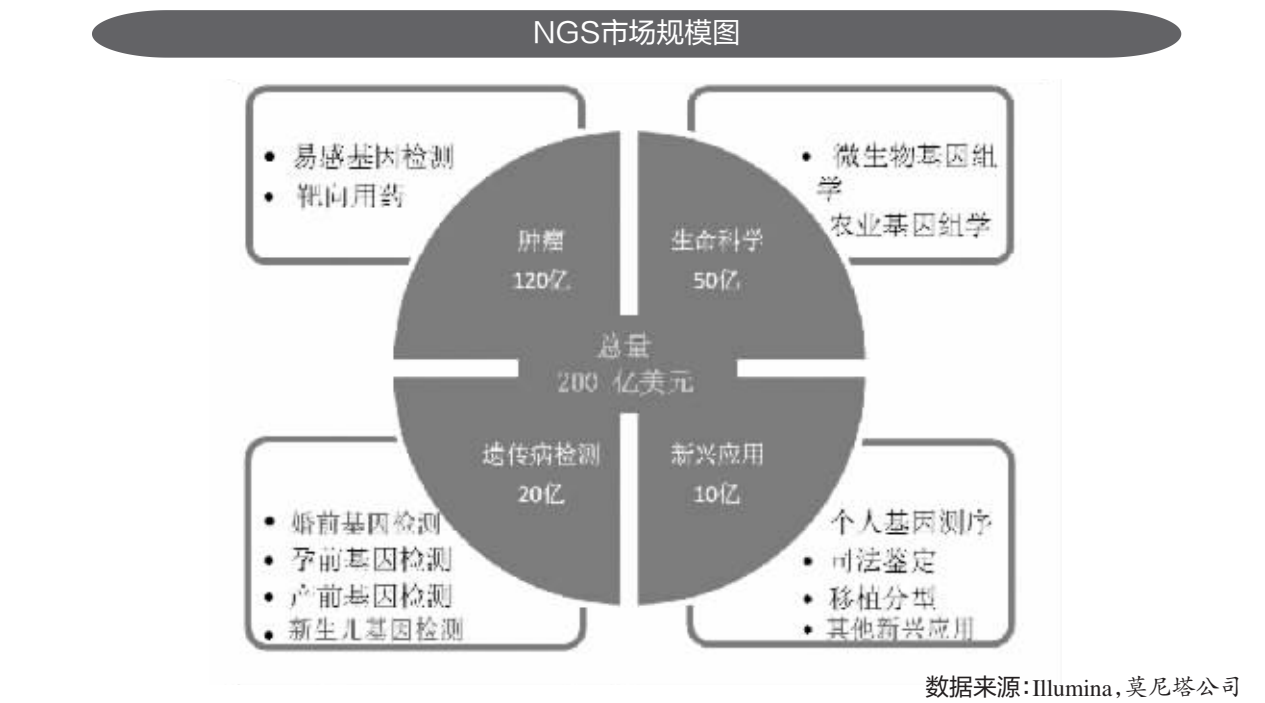 NGS市场规模图
• 易感基因检测
• 靶向用药
• 微生物基因组
学
农业基因组学
肿瘤
120亿
生命科学
50亿
总量
200 亿美元
遗传病检测
20亿
新兴应用
10亿
• 婚前基因检测
• 孕前基因检测
• 产前基因检测
• 新生儿基因检测
个人基因测序
• 司法鉴定
• 移植分型
• 其他新兴应用
数据来源:Illumina,莫尼塔公司